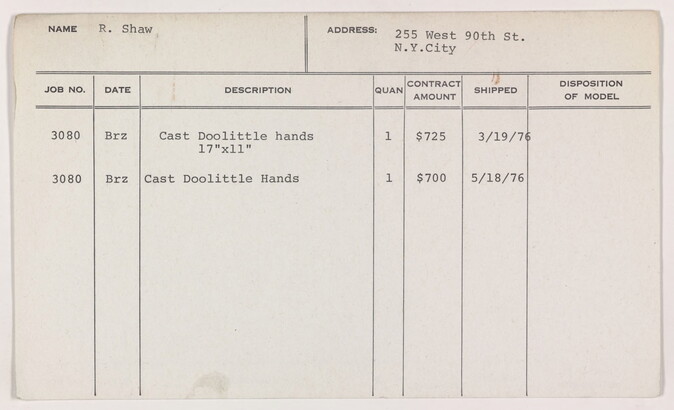 NAME R. Shaw ADDRESS: 255 West 90th St.
N.Y.City
JOB NO. DATE DESCRIPTION QUAN CONTRACT AMOUNT SHIPPED DISPOSITION OF MODEL
3080 Brz Cast Doolittle hands 1 $725 3/19/76
17"x11"
3080 Brz Cast Doolittle Hands 1 $700 5/18/76